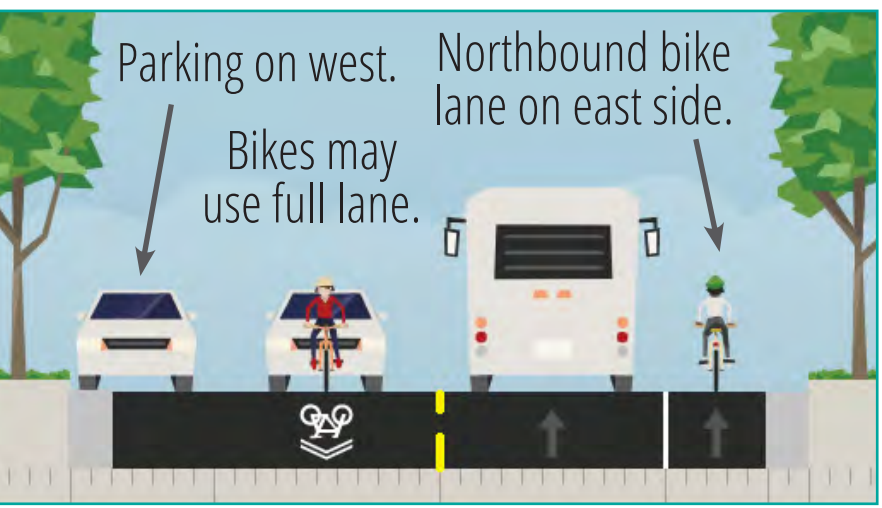 Parking on west.
Bikes may
use full lane.
Northbound bike
lane on east side.